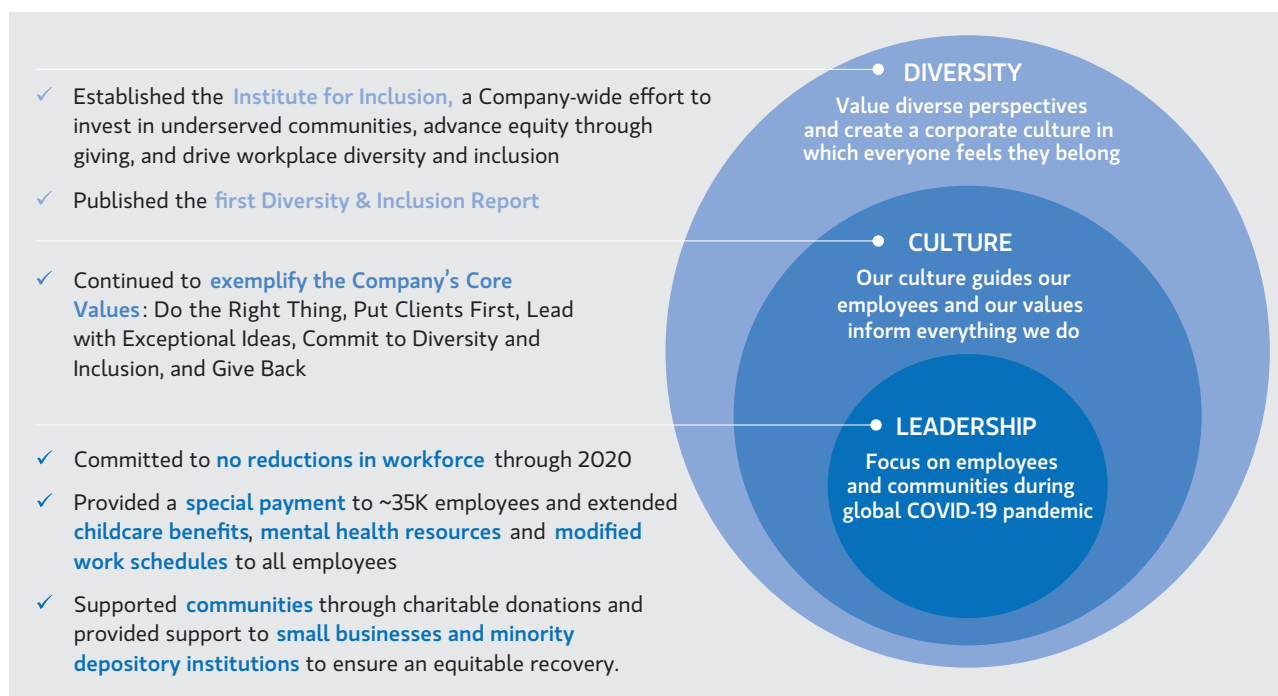 DIVERSITY
Value diverse perspectives
and create a corporate culture in
which everyone feels they belong
✓ Established the Institute for Inclusion, a Company-wide effort to
invest in underserved communities, advance equity through
giving, and drive workplace diversity and inclusion
✓ Published the first Diversity & Inclusion Report
CULTURE
Our culture guides our
employees and our values
inform everything we do
✓ Continued to exemplify the Company's Core
Values: Do the Right Thing, Put Clients First, Lead
with Exceptional Ideas, Commit to Diversity and
Inclusion, and Give Back
LEADERSHIP
Focus on employees
and communities during
global COVID-19 pandemic
✓ Committed to no reductions in workforce through 2020
✓ Provided a special payment to ~35K employees and extended
childcare benefits, mental health resources and modified
work schedules to all employees
✓ Supported communities through charitable donations and
provided support to small businesses and minority
depository institutions to ensure an equitable recovery.